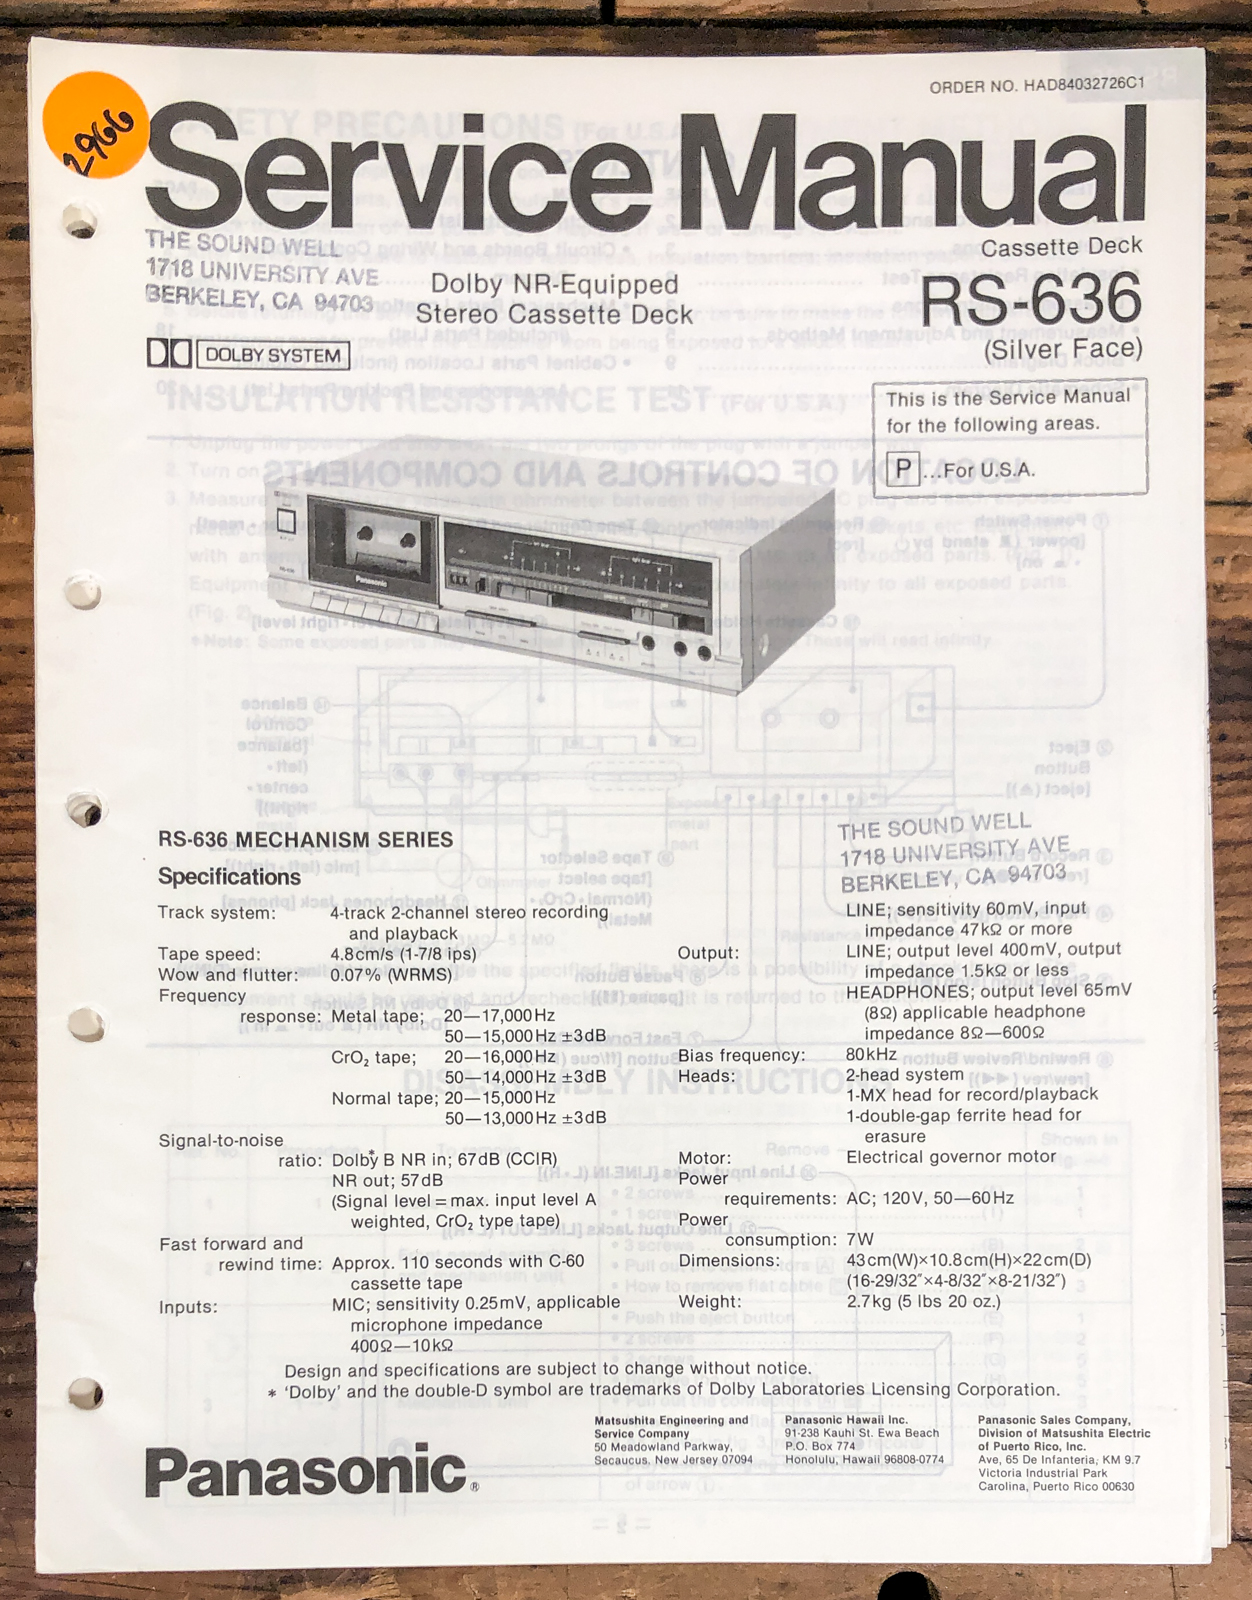 ORDER NO. HAD84032726C1
2966
Service Manual
THE SOUND WELL
1718 UNIVERSITY AVE
BERKELEY, CA 94703
Dolby NR-Equipped
Stereo Cassette Deck
Cassette Deck
RS-636
(Silver Face)
DOLBY SYSTEM
This is the Service Manual
for the following areas.
P ...For U.S.A.
Panasonic
RS-636 MECHANISM SERIES
Specifications
Track system: 4-track 2-channel stereo recording
and playback
Tape speed: 4.8cm/s (1-7/8 ips)
Wow and flutter: 0.07% (WRMS)
Frequency
response: Metal tape; 20—17,000Hz
50—15,000Hz ±3dB
CrO₂ tape; 20—16,000Hz
50—14,000Hz ±3dB
Normal tape; 20—15,000Hz
50—13,000Hz ±3dB
Signal-to-noise
ratio: Dolby* B NR in; 67dB (CCIR)
NR out; 57dB
(Signal level=max. input level A
weighted, CrO₂ type tape)
Fast forward and
rewind time: Approx. 110 seconds with C-60
cassette tape
Inputs: MIC; sensitivity 0.25mV, applicable
microphone impedance
400Ω—10kΩ
THE SOUND WELL
1718 UNIVERSITY AVE
BERKELEY, CA 94703
LINE; sensitivity 60mV, input
impedance 47kΩ or more
Output: LINE; output level 400mV, output
impedance 1.5kΩ or less
HEADPHONES; output level 65mV
(8Ω) applicable headphone
impedance 8Ω—600Ω
Bias frequency: 80kHz
Heads: 2-head system
1-MX head for record/playback
1-double-gap ferrite head for
erasure
Motor: Electrical governor motor
Power
requirements: AC; 120V, 50—60Hz
Power
consumption: 7W
Dimensions: 43cm(W)×10.8cm(H)×22cm(D)
(16-29/32″×4-8/32″×8-21/32″)
Weight: 2.7kg (5 lbs 20 oz.)
Design and specifications are subject to change without notice.
* 'Dolby' and the double-D symbol are trademarks of Dolby Laboratories Licensing Corporation.
Panasonic®
Matsushita Engineering and
Service Company
50 Meadowland Parkway,
Secaucus, New Jersey 07094
Panasonic Hawaii Inc.
91-238 Kauhi St. Ewa Beach
P.O. Box 774
Honolulu, Hawaii 96808-0774
Panasonic Sales Company,
Division of Matsushita Electric
of Puerto Rico, Inc.
Ave, 65 De Infanteria, KM 9.7
Victoria Industrial Park
Carolina, Puerto Rico 00630